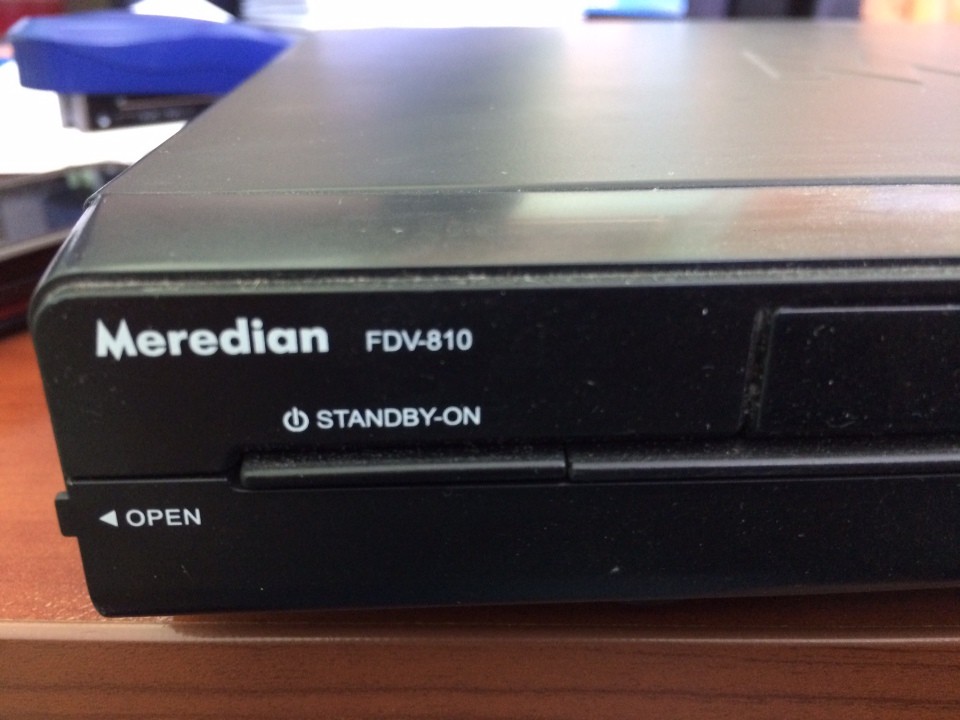 Meredian FDV-810
STANDBY-ON
OPEN